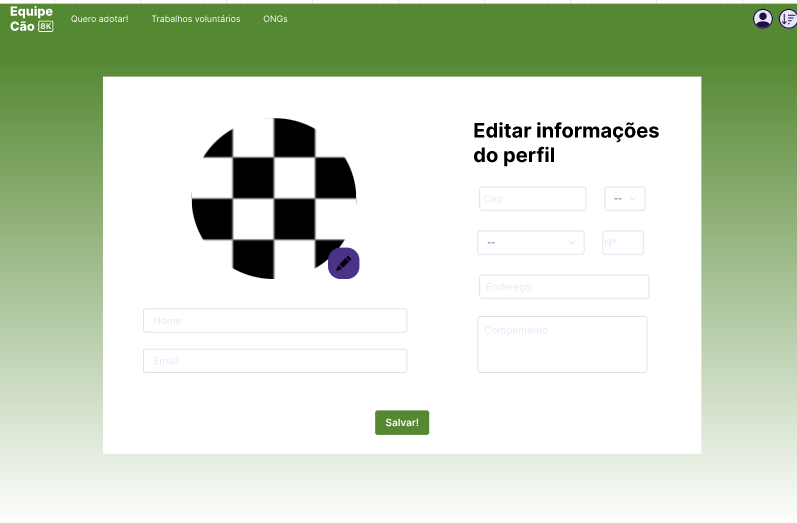 Equipe
Cão 8K
Quero adotar!
Trabalhos voluntários
ONGs
Editar informações
do perfil
Cep
--
--
Nº
Endereço
Compemento
Nome
Email
Salvar!